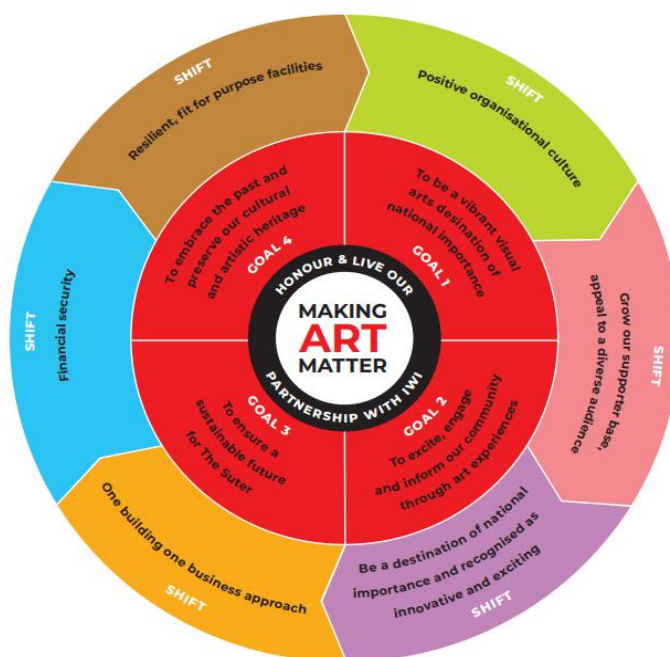 HONOUR & LIVE OUR
MAKING
ART
MATTER
PARTNERSHIP WITH IWI
To be a vibrant visual
arts desination of
national importance
GOAL 1
GOAL 2
To excite, engage
and inform our community
through art experiences
GOAL 3
To ensure a
sustainable future
for The Suter
To embrace the past and
preserve our cultural
and artistic heritage
GOAL 4
SHIFT
Positive organisational culture
SHIFT
Grow our supporter base,
appeal to a diverse audience
Be a destination of national
importance and recognised as
innovative and exciting
SHIFT
One building one business approach
SHIFT
SHIFT
Financial security
SHIFT
Resilient, fit for purpose facilities